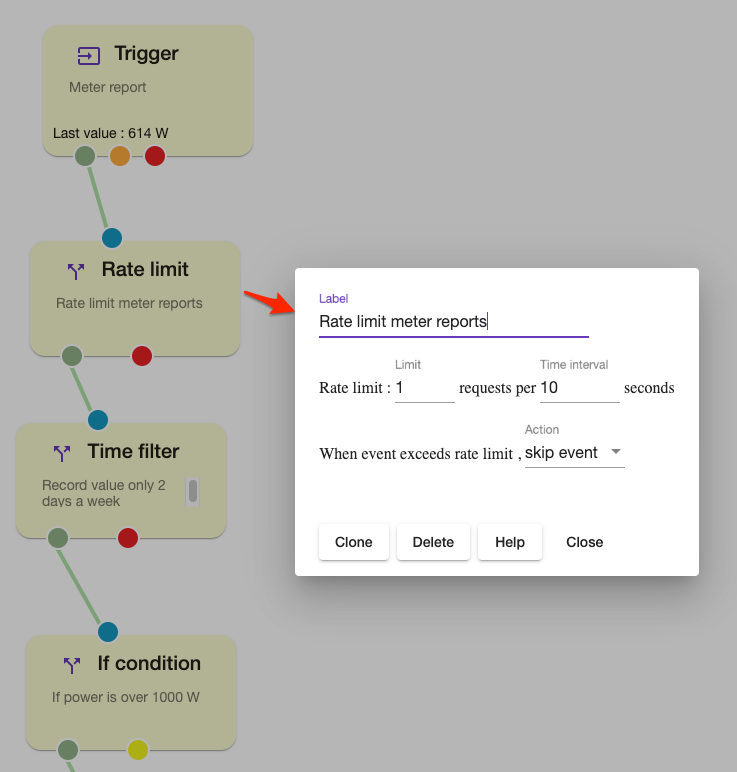 Trigger
Meter report
Last value : 614 W
Rate limit
Rate limit meter reports
Label
Rate limit meter reports
Limit
Time interval
Rate limit : 1 requests per 10 seconds
Action
When event exceeds rate limit , skip event
Clone Delete Help Close
Time filter
Record value only 2
days a week
If condition
If power is over 1000 W